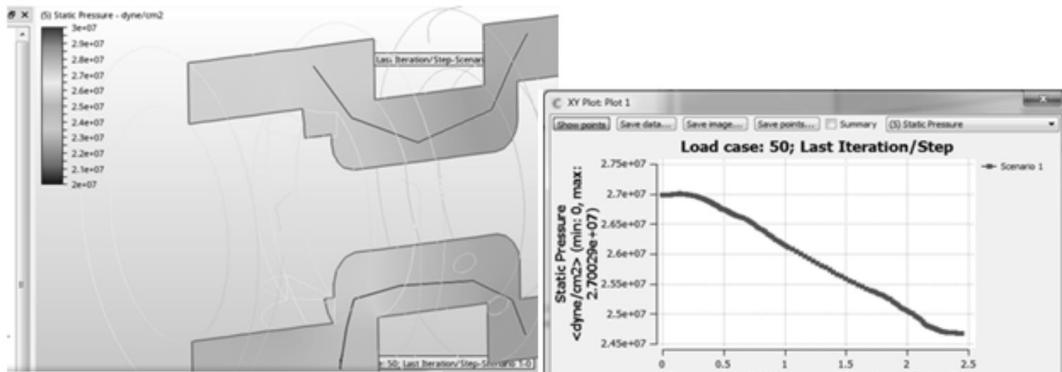 (5) Static Pressure - dyne/cm2
3e+07
2.9e+07
2.8e+07
2.7e+07
2.6e+07
2.5e+07
2.4e+07
2.3e+07
2.2e+07
2.1e+07
2e+07
Last Iteration/Step-Scenario
e: 50; Last Iteration/Step-Scenario 1-0
XY Plot: Plot 1
Show points
Save data...
Save image...
Save points...
Summary
(5) Static Pressure
Load case: 50; Last Iteration/Step
Static Pressure
<dyne/cm2> (min: 0, max:
2.70029e+07)
2.75e+07
2.7e+07
2.65e+07
2.6e+07
2.55e+07
2.5e+07
2.45e+07
0
0.5
1
1.5
2
2.5
Scenario 1